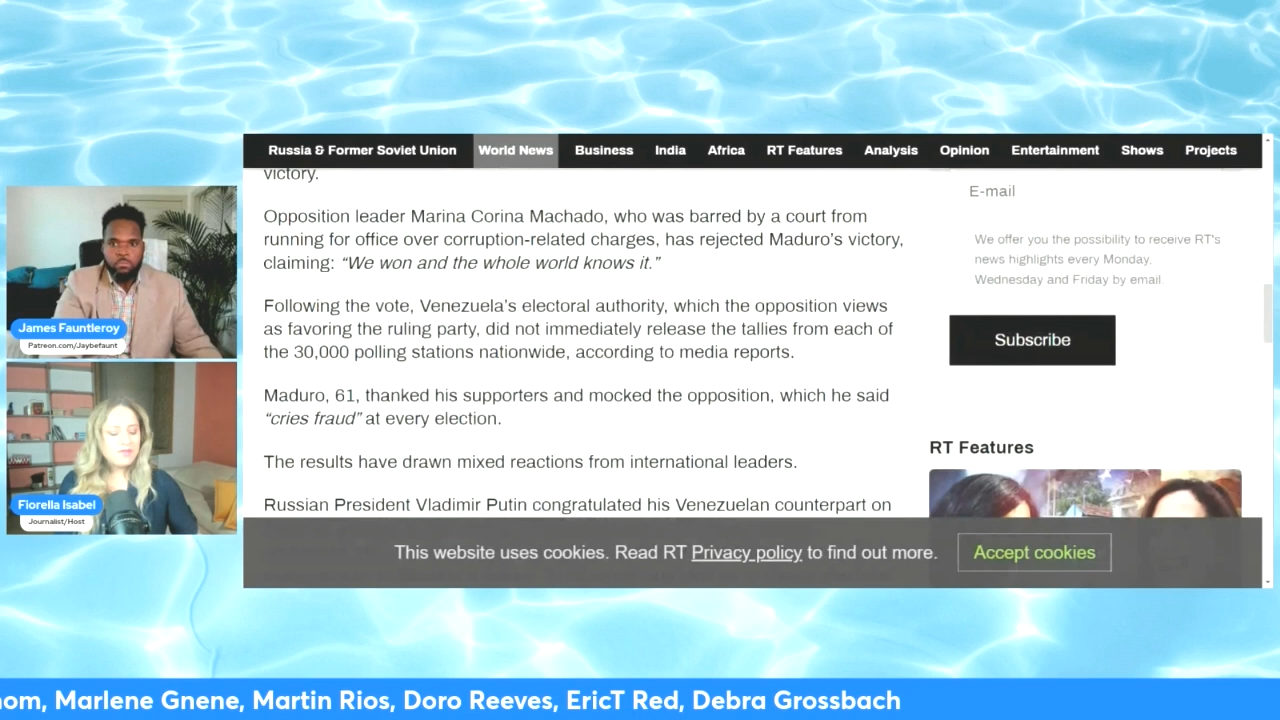 Russia & Former Soviet Union World News Business India Africa RT Features Analysis Opinion Entertainment Shows Projects
victory.
Opposition leader Marina Corina Machado, who was barred by a court from
running for office over corruption-related charges, has rejected Maduro's victory,
claiming: “We won and the whole world knows it.”
Following the vote, Venezuela's electoral authority, which the opposition views
as favoring the ruling party, did not immediately release the tallies from each of
the 30,000 polling stations nationwide, according to media reports.
Maduro, 61, thanked his supporters and mocked the opposition, which he said
“cries fraud” at every election.
The results have drawn mixed reactions from international leaders.
Russian President Vladimir Putin congratulated his Venezuelan counterpart on
E-mail
We offer you the possibility to receive RT's
news highlights every Monday,
Wednesday and Friday by email.
Subscribe
RT Features
This website uses cookies. Read RT Privacy policy to find out more. Accept cookies
James Fauntleroy
Patreon.com/Jaybefaunt
Fiorella Isabel
Journalist/Host
Marlene Gnene, Martin Rios, Doro Reeves, EricT Red, Debra Grossbach